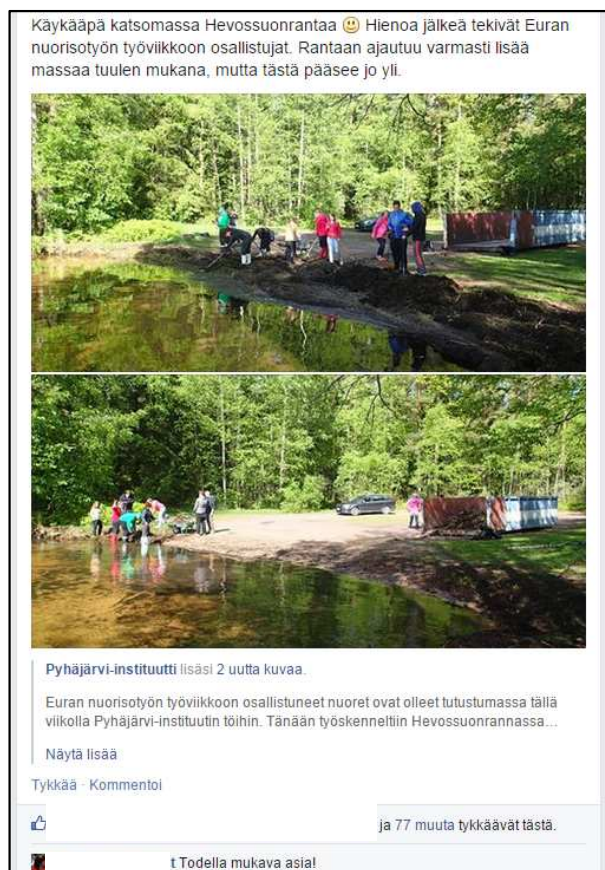 Käykääpä katsomassa Hevossuonrantaa Hienoa jälkeä tekivät Euran
nuorisotyön työviikkoon osallistujat. Rantaan ajautuu varmasti lisää
massaa tuulen mukana, mutta tästä pääsee jo yli.
Pyhäjärvi-instituutti lisäsi 2 uutta kuvaa.
Euran nuorisotyön työviikkoon osallistuneet nuoret ovat olleet tutustumassa tällä
viikolla Pyhäjärvi-instituutin töihin. Tänään työskenneltiin Hevossuonrannassa...
Näytä lisää
Tykkää · Kommentoi
ja 77 muuta tykkäävät tästä.
t Todella mukava asia!